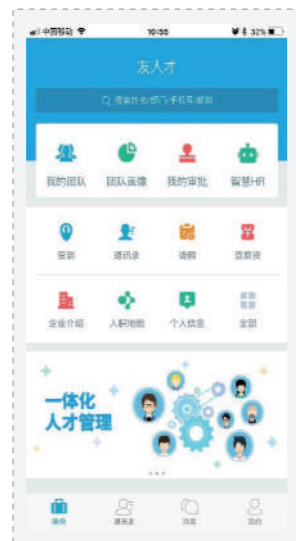 中国移动 10:55 32%
友人才
搜索姓名/部门/手机号/邮箱
我的团队 团队画像 我的审批 智慧HR
签到 通讯录 请假 查薪资
企业介绍 入职地图 个人信息 全部
一体化
人才管理
服务 通讯录 消息 我的